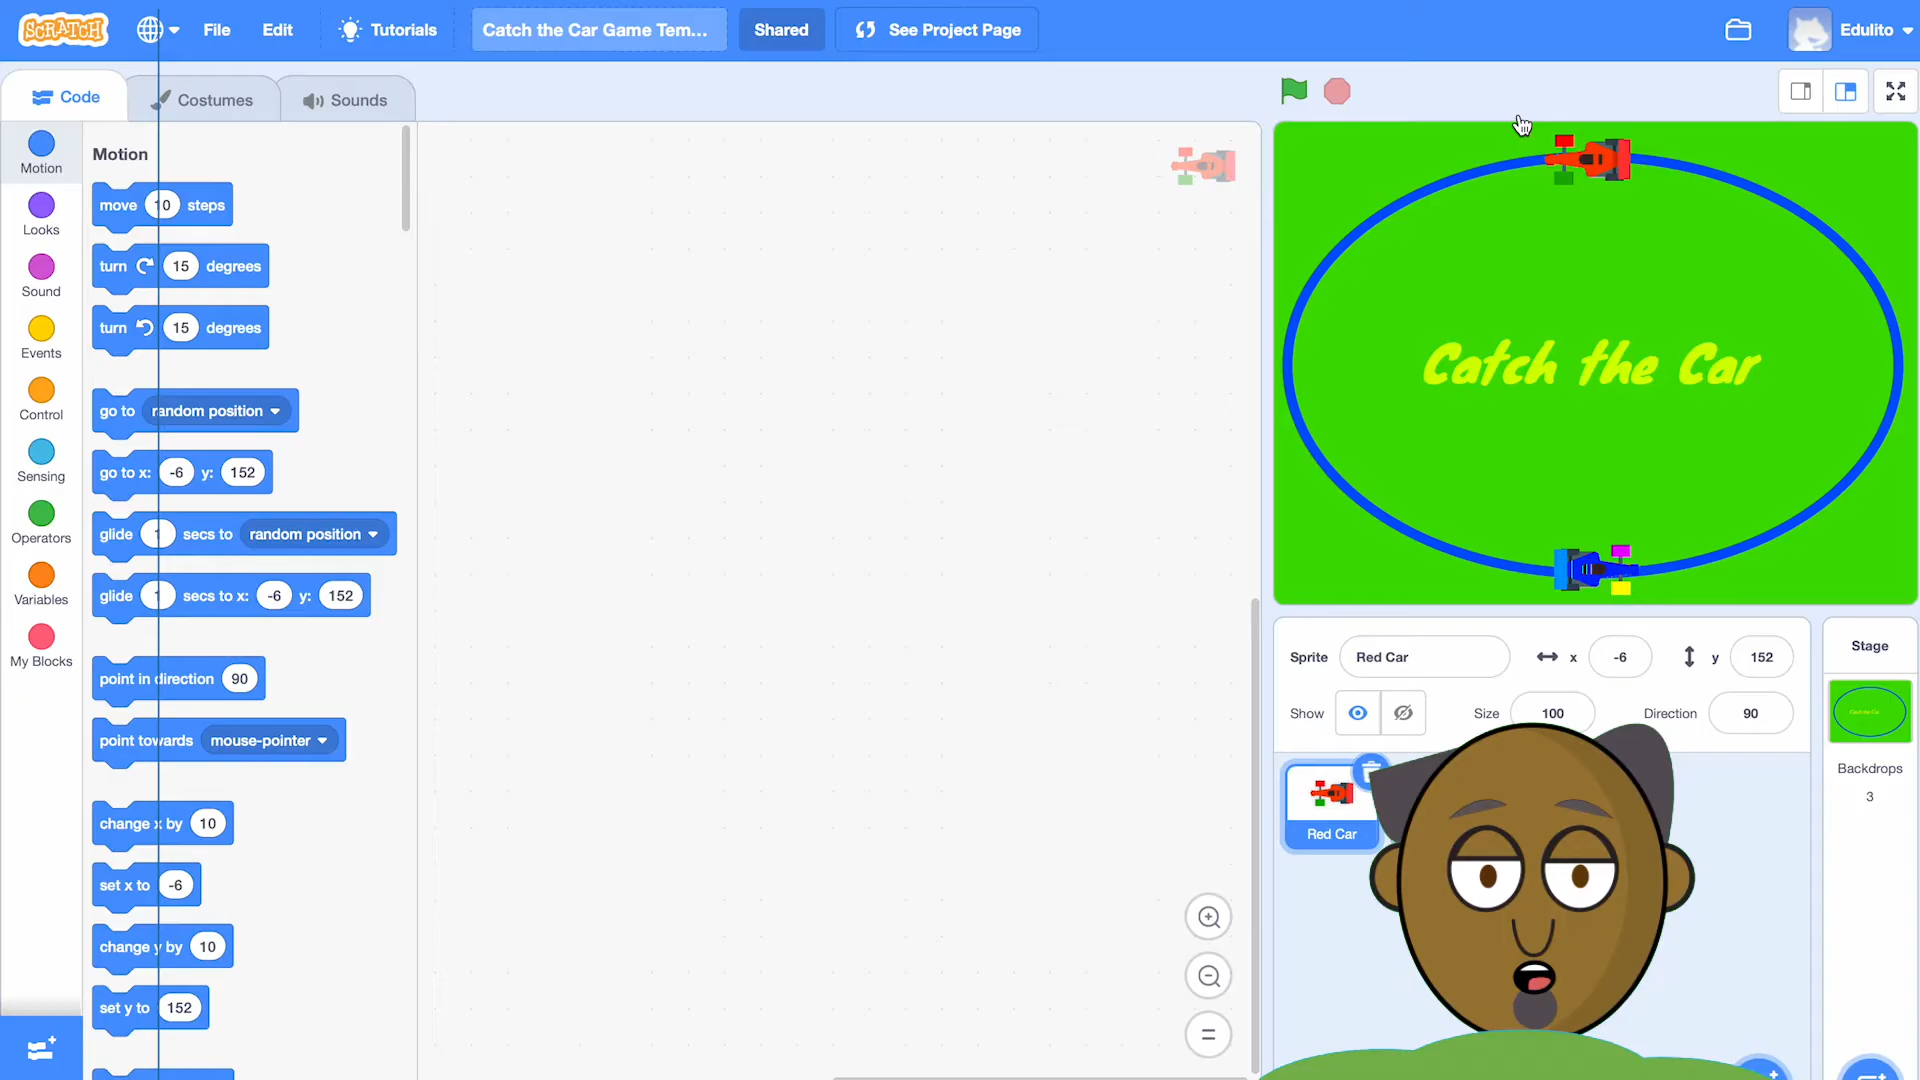 SCRATCH File Edit Tutorials Catch the Car Game Tem... Shared See Project Page Edulito
Code Costumes Sounds
Motion
Looks
Sound
Events
Control
Sensing
Operators
Variables
My Blocks
Motion
move 10 steps
turn 15 degrees
turn 15 degrees
go to random position
go to x: -6 y: 152
glide 1 secs to random position
glide 1 secs to x: -6 y: 152
point in direction 90
point towards mouse-pointer
change x by 10
set x to -6
change y by 10
set y to 152
Catch the Car
Sprite Red Car x -6 y 152
Show Size 100 Direction 90
Red Car
Stage
Catch the Car
Backdrops
3